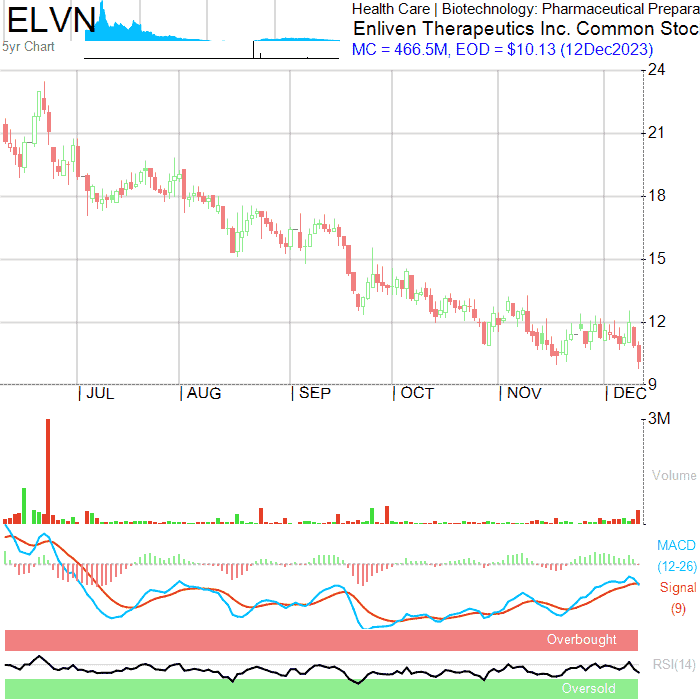 ELVN
5yr Chart
Health Care | Biotechnology: Pharmaceutical Prepara
Enliven Therapeutics Inc. Common Stoc
MC = 466.5M, EOD = $10.13 (12Dec2023)
24
21
18
15
12
9
| JUL | AUG | SEP | OCT | NOV | DEC
3M
Volume
MACD
(12-26)
Signal
(9)
Overbought
RSI(14)
Oversold